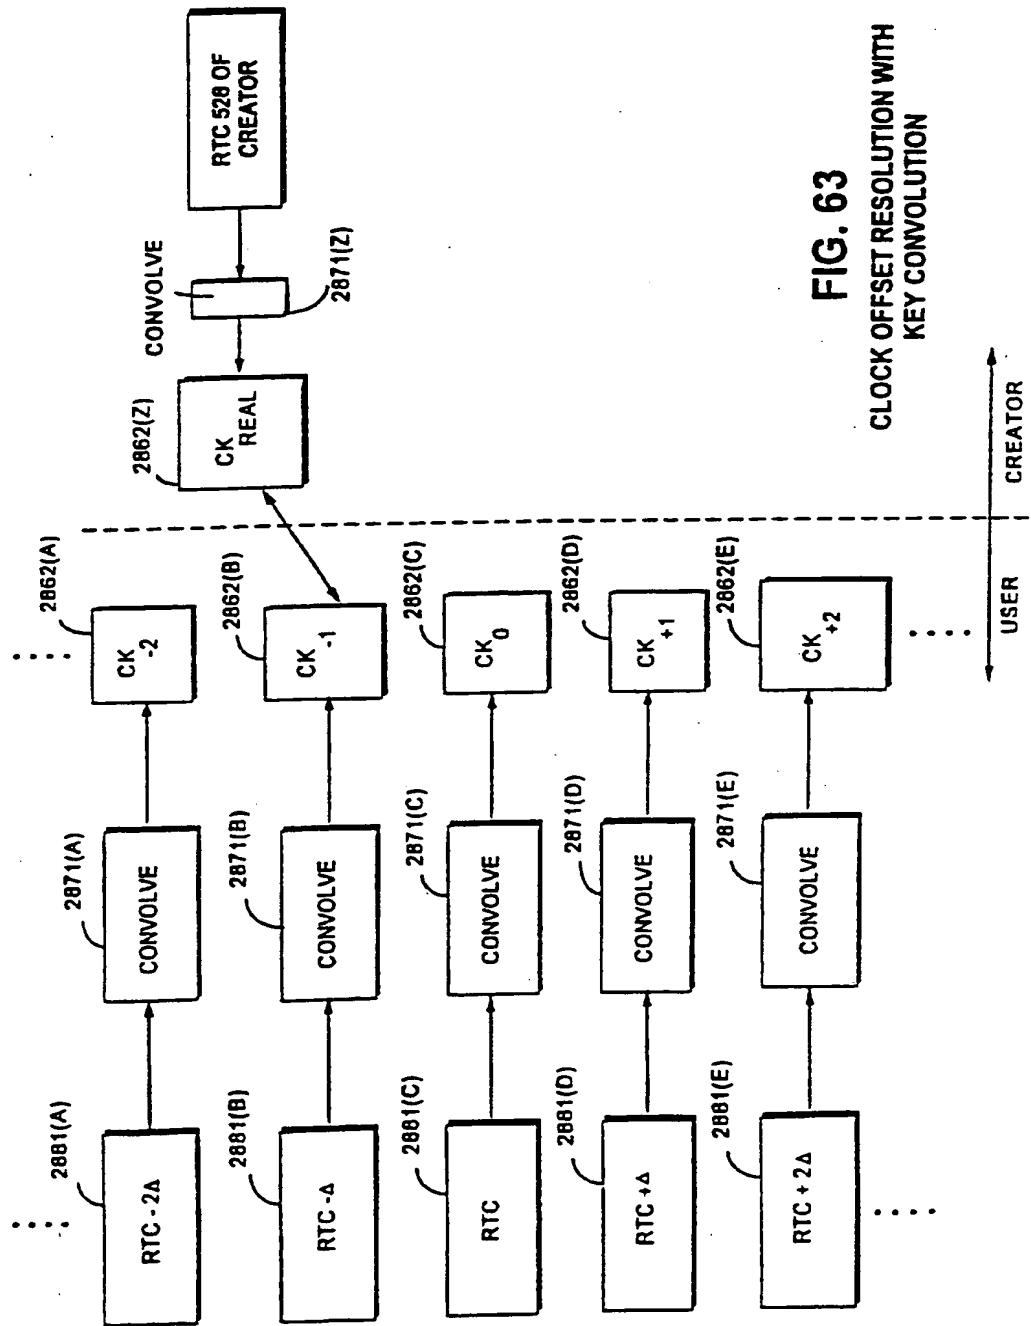 2881(A)
RTC - 2Δ
2871(A)
CONVOLVE
2862(A)
CK -2
2881(B)
RTC -Δ
2871(B)
CONVOLVE
2862(B)
CK -1
2881(C)
RTC
2871(C)
CONVOLVE
2862(C)
CK 0
2881(D)
RTC +Δ
2871(D)
CONVOLVE
2862(D)
CK +1
2881(E)
RTC + 2Δ
2871(E)
CONVOLVE
2862(E)
CK +2
2862(Z)
CK REAL
CONVOLVE
2871(Z)
RTC 528 OF
CREATOR
USER
CREATOR
FIG. 63
CLOCK OFFSET RESOLUTION WITH
KEY CONVOLUTION